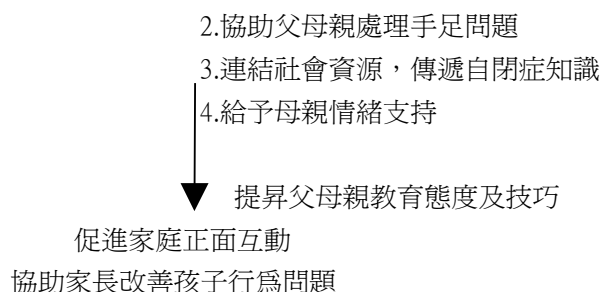 2.協助父母親處理手足問題
3.連結社會資源，傳遞自閉症知識
4.給予母親情緒支持
提昇父母親教育態度及技巧
促進家庭正面互動
協助家長改善孩子行為問題